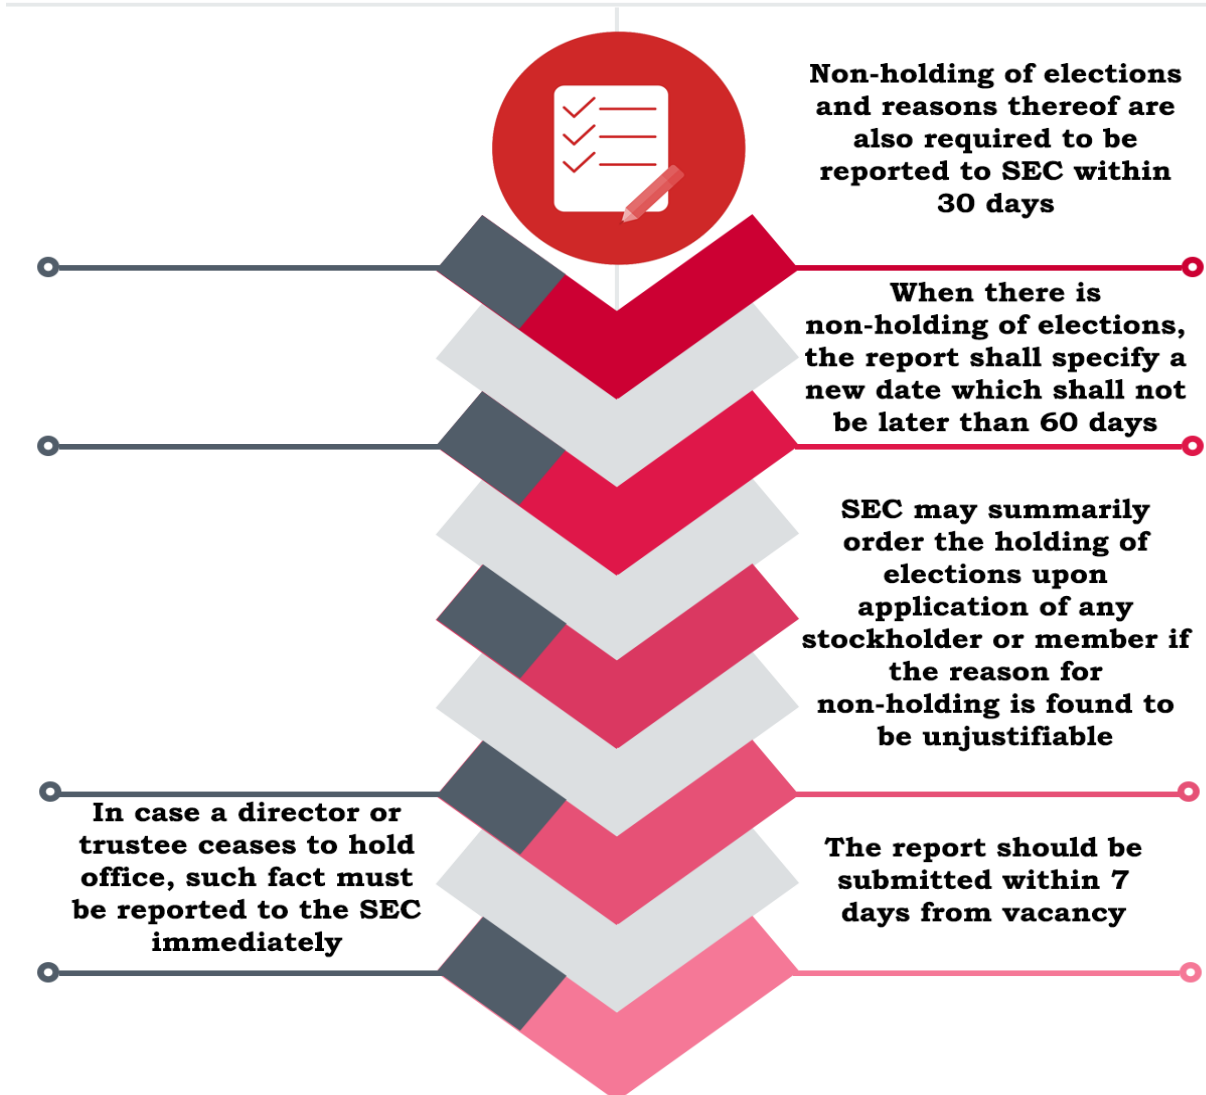 Non-holding of elections
and reasons thereof are
also required to be
reported to SEC within
30 days
When there is
non-holding of elections,
the report shall specify a
new date which shall not
be later than 60 days
SEC may summarily
order the holding of
elections upon
application of any
stockholder or member if
the reason for
non-holding is found to
be unjustifiable
In case a director or
trustee ceases to hold
office, such fact must
be reported to the SEC
immediately
The report should be
submitted within 7
days from vacancy